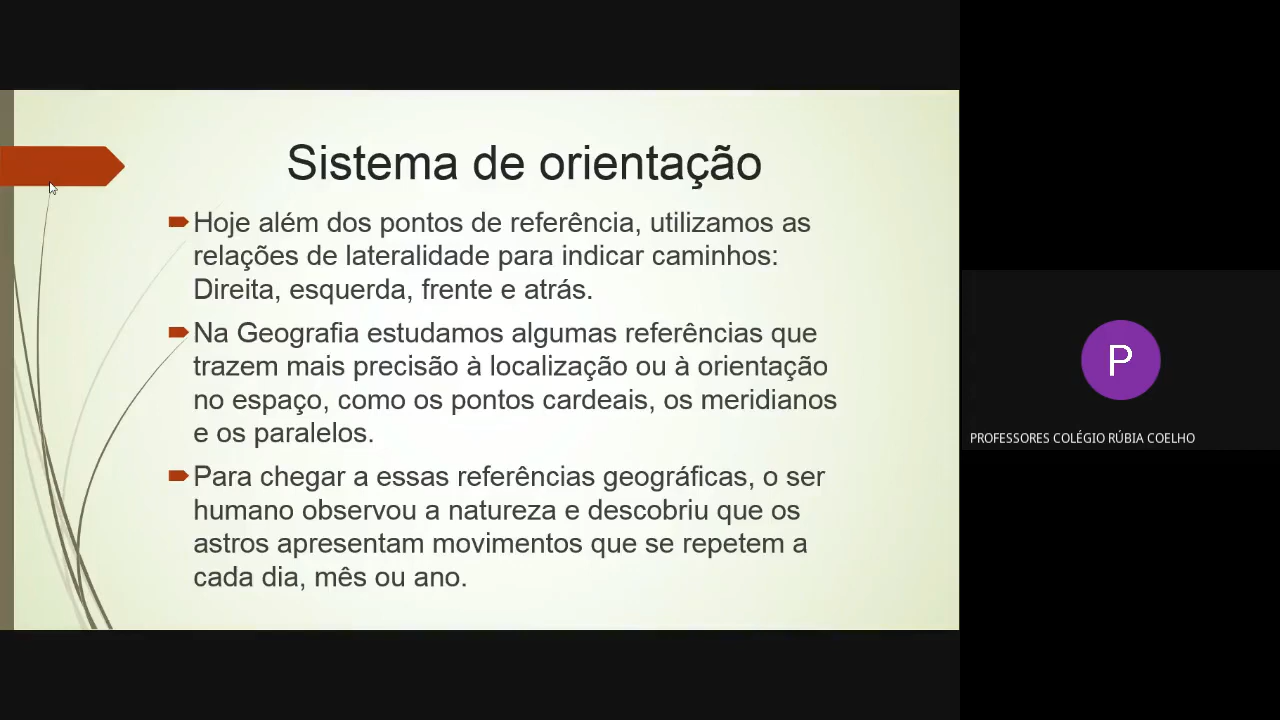 Sistema de orientação
Hoje além dos pontos de referência, utilizamos as
relações de lateralidade para indicar caminhos:
Direita, esquerda, frente e atrás.
Na Geografia estudamos algumas referências que
trazem mais precisão à localização ou à orientação
no espaço, como os pontos cardeais, os meridianos
e os paralelos.
Para chegar a essas referências geográficas, o ser
humano observou a natureza e descobriu que os
astros apresentam movimentos que se repetem a
cada dia, mês ou ano.
P
PROFESSORES COLÉGIO RÚBIA COELHO